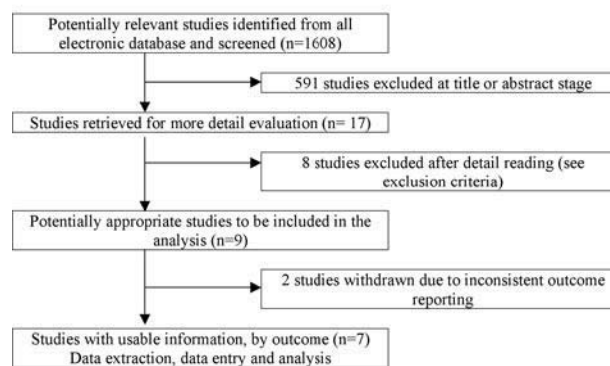 Potentially relevant studies identified from all
electronic database and screened (n=1608)
591 studies excluded at title or abstract stage
Studies retrieved for more detail evaluation (n= 17)
8 studies excluded after detail reading (see
exclusion criteria)
Potentially appropriate studies to be included in the
analysis (n=9)
2 studies withdrawn due to inconsistent outcome
reporting
Studies with usable information, by outcome (n=7)
Data extraction, data entry and analysis